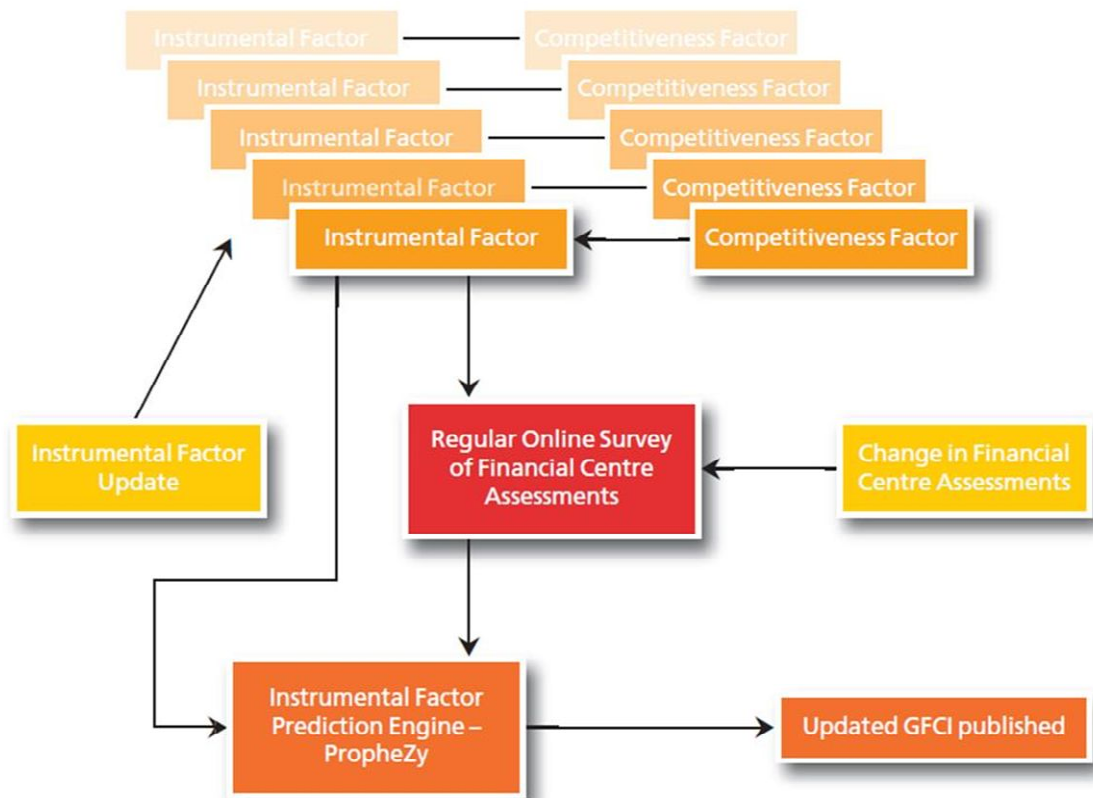 Instrumental Factor
Competitiveness Factor
Instrumental Factor
Competitiveness Factor
Instrumental Factor
Competitiveness Factor
Instrumental Factor
Competitiveness Factor
Instrumental Factor
Competitiveness Factor
Instrumental Factor
Update
Regular Online Survey
of Financial Centre
Assessments
Change in Financial
Centre Assessments
Instrumental Factor
Prediction Engine –
PropheZy
Updated GFCI published